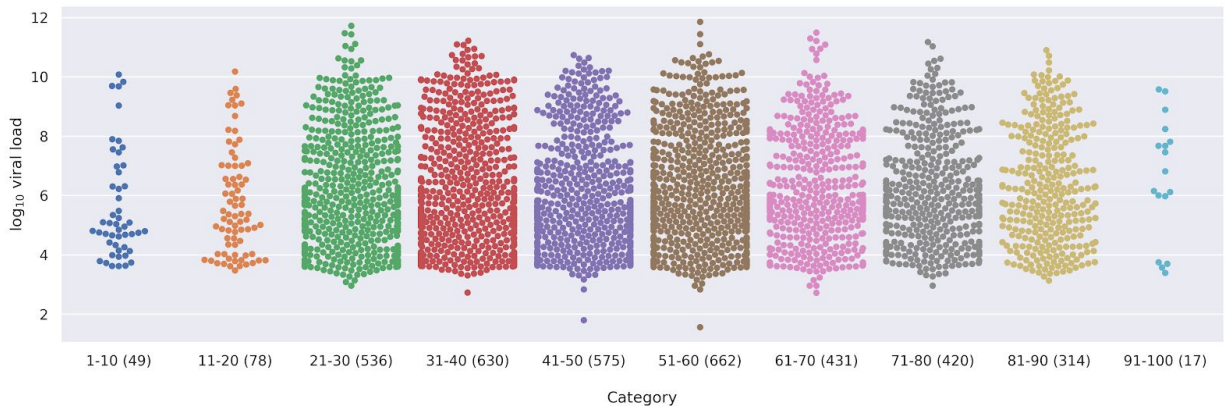 log₁₀ viral load
12
10
8
6
4
2
1-10 (49) 11-20 (78) 21-30 (536) 31-40 (630) 41-50 (575) 51-60 (662) 61-70 (431) 71-80 (420) 81-90 (314) 91-100 (17)
Category